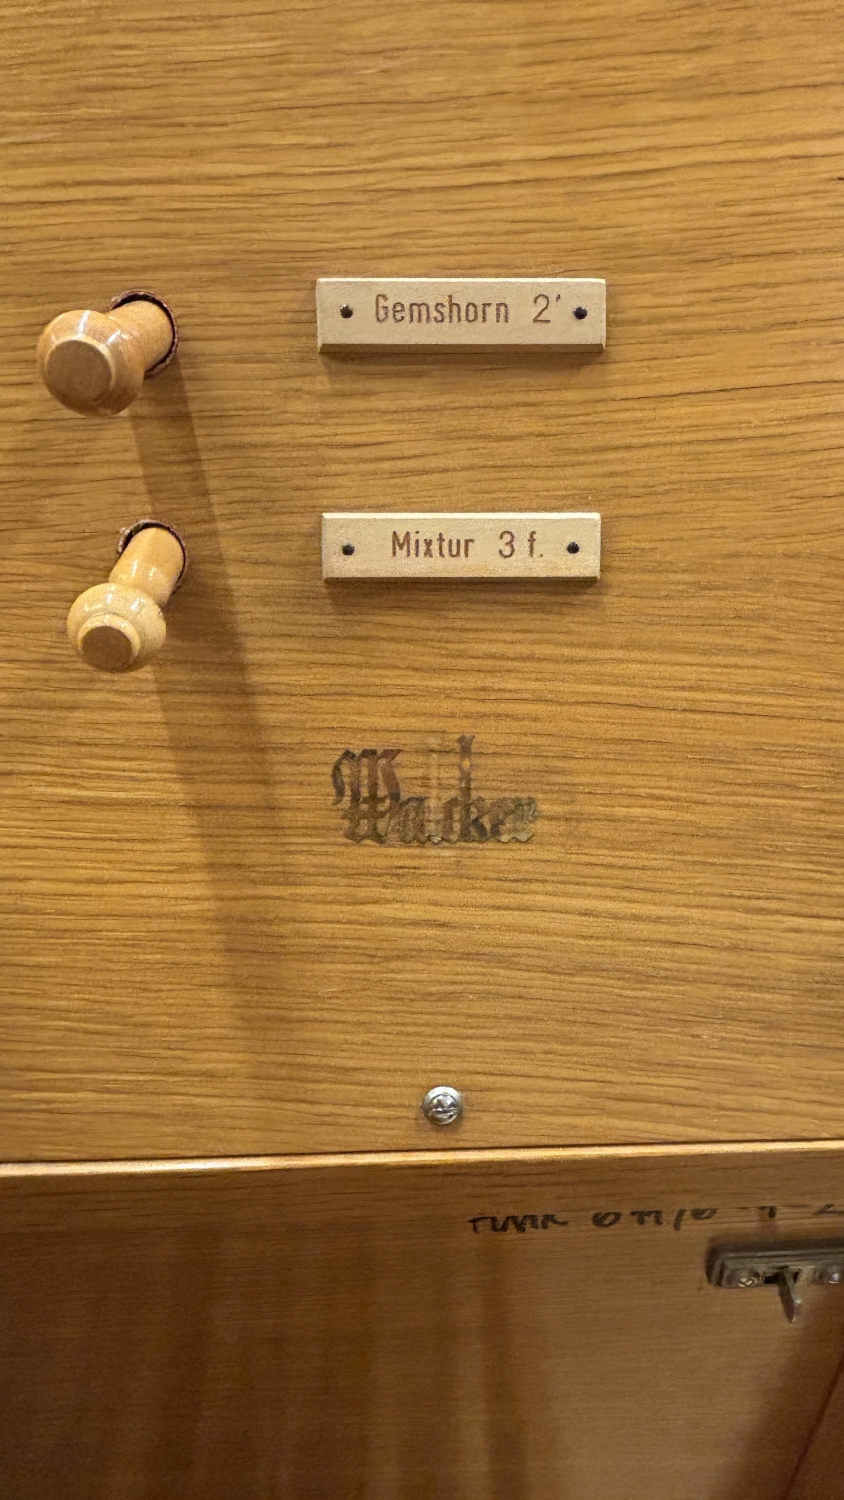 Gemshorn 2'
Mixtur 3 f.
Walcker